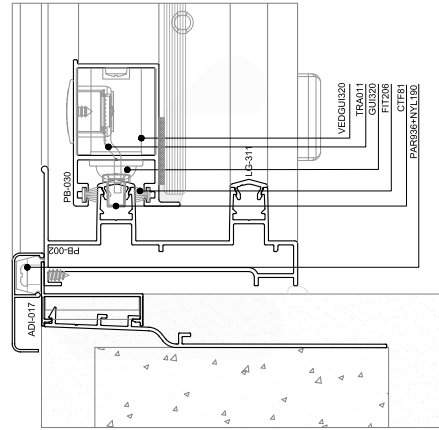 VEDGUI320
TRA011
GUI320
FIT206
CTF81
PAR936+NYL190
LG-311
PB-030
PB-002
ADI-017